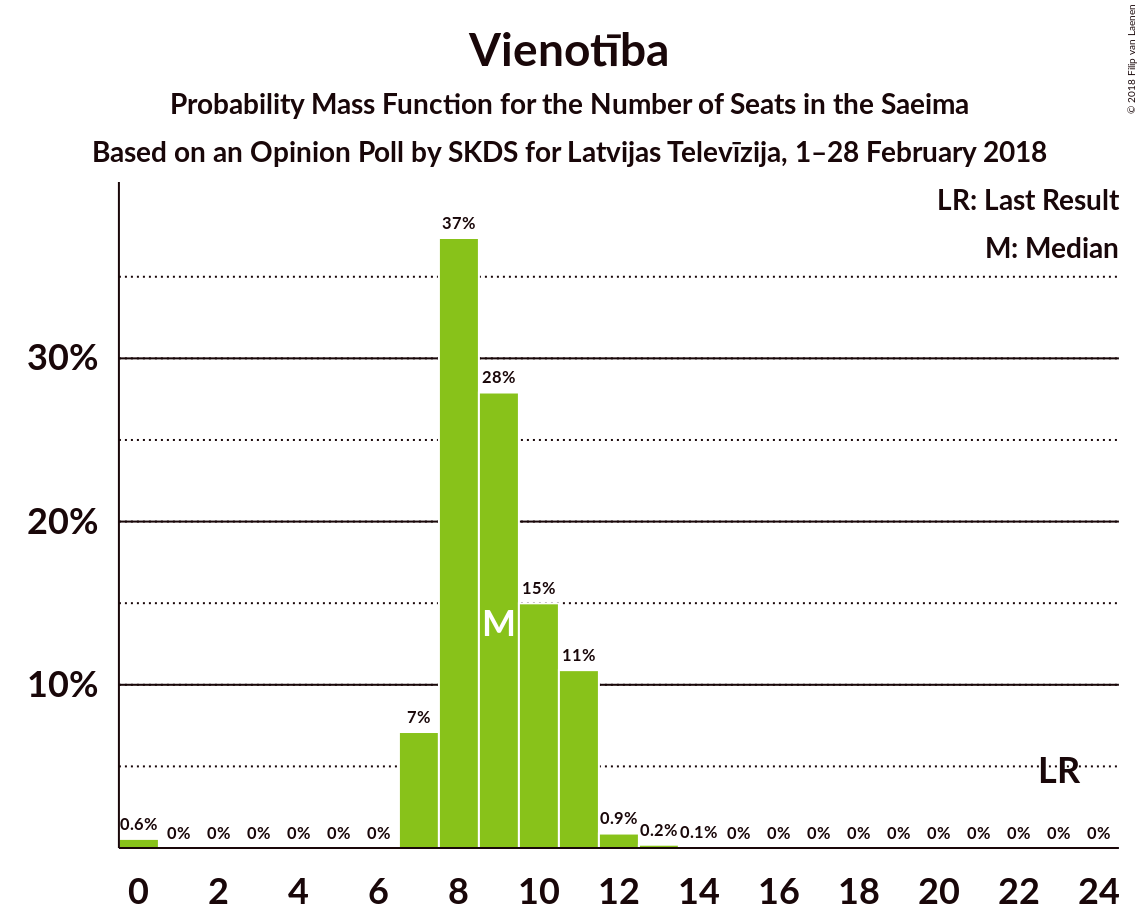 Vienotība
Probability Mass Function for the Number of Seats in the Saeima
Based on an Opinion Poll by SKDS for Latvijas Televīzija, 1–28 February 2018
© 2018 Filip van Laenen
LR: Last Result
M: Median
37%
30%
28%
20%
15%
M
11%
10%
7%
LR
0.6% 0% 0% 0% 0% 0% 0% 0.9% 0.2% 0.1% 0% 0% 0% 0% 0% 0% 0% 0% 0% 0%
0 2 4 6 8 10 12 14 16 18 20 22 24